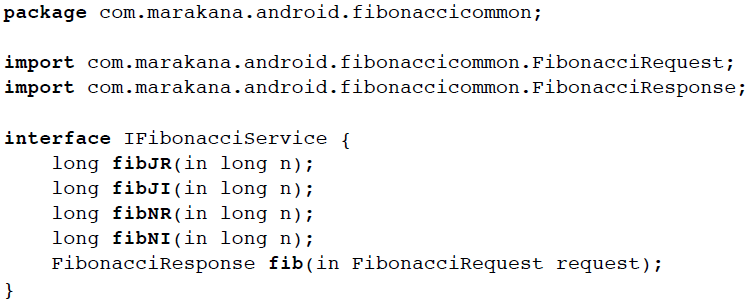 package com.marakana.android.fibonaccicommon;
import com.marakana.android.fibonaccicommon.FibonacciRequest;
import com.marakana.android.fibonaccicommon.FibonacciResponse;
interface IFibonacciService {
    long fibJR(in long n);
    long fibJI(in long n);
    long fibNR(in long n);
    long fibNI(in long n);
    FibonacciResponse fib(in FibonacciRequest request);
}